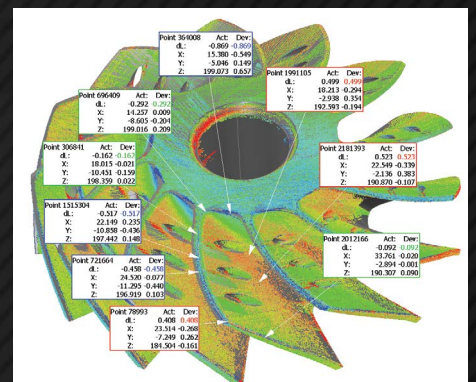 Point 364008 Act: Dev:
dL: -0.869 -0.869
X: 15.380 -0.549
Y: -5.046 0.149
Z: 199.073 0.657
Point 1991105 Act: Dev:
dL: 0.499 0.499
X: 18.213 -0.294
Y: -2.938 0.354
Z: 192.593 -0.194
Point 696409 Act: Dev:
dL: -0.292 -0.292
X: 14.257 0.009
Y: -8.605 -0.204
Z: 199.016 0.209
Point 306841 Act: Dev:
dL: -0.162 -0.162
X: 18.015 -0.021
Y: -10.451 -0.159
Z: 198.359 0.022
Point 2181393 Act: Dev:
dL: 0.523 0.523
X: 22.549 -0.339
Y: -2.136 0.383
Z: 190.870 -0.107
Point 1515304 Act: Dev:
dL: -0.517 -0.517
X: 22.149 0.235
Y: -10.858 -0.436
Z: 197.442 0.148
Point 721664 Act: Dev:
dL: -0.458 -0.458
X: 24.520 -0.077
Y: -11.295 -0.440
Z: 196.919 0.103
Point 2012166 Act: Dev:
dL: -0.092 -0.092
X: 33.761 -0.020
Y: -2.894 -0.001
Z: 190.307 0.090
Point 78993 Act: Dev:
dL: 0.408 0.408
X: 23.514 -0.268
Y: -7.249 0.262
Z: 184.504 -0.161